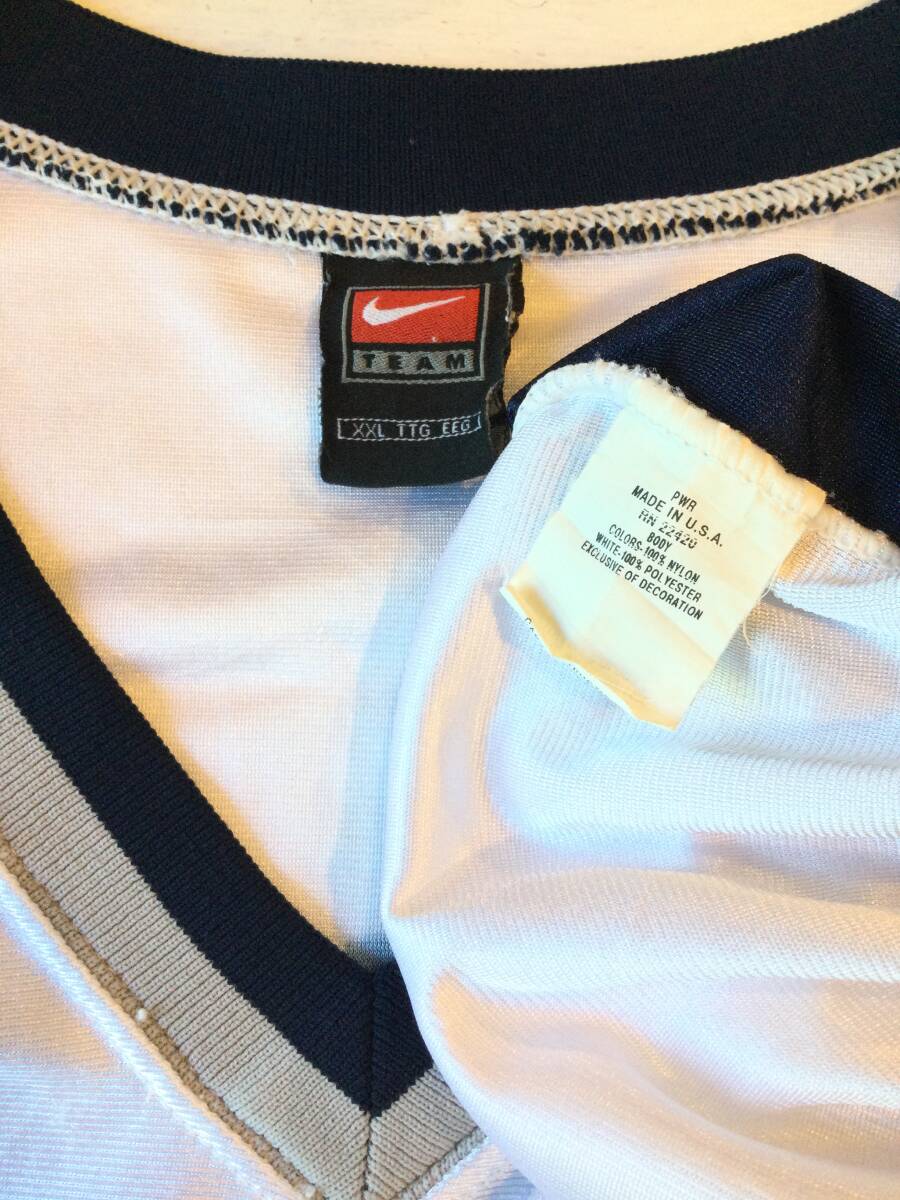 TEAM
XXL TTG EEG
PWR
MADE IN U.S.A.
RN 22420
BODY
COLORS-100% NYLON
WHITE-100% POLYESTER
EXCLUSIVE OF DECORATION